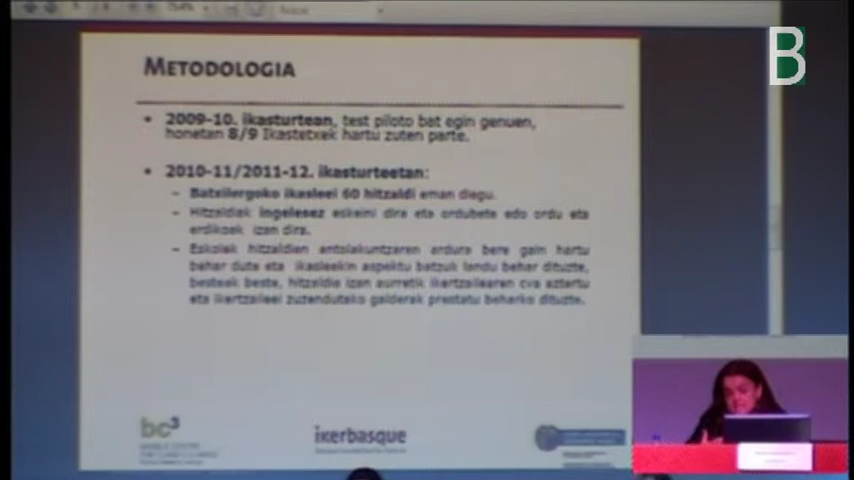 B
METODOLOGIA
• 2009-10. ikasturtean, test piloto bat egin genuen,
honetan 8/9 Ikastetxek hartu zuten parte.
• 2010-11/2011-12. ikasturteetan:
– Batxilergoko ikasleei 60 hitzaldi eman diegu.
– Hitzaldiak ingelesez eskeini dira eta ordubete edo ordu eta
erdikoek izan dira.
– Eskolek hitzaldien antolakuntzaren ardura bere gain hartu
behar dute eta ikasleekin aspektu batzuk landu behar dituzte,
besteak beste, hitzaldia izan aurretik ikertzailearen cva aztertu
eta ikertzaileei zuzendutako galderak prestatu beharko dituzte.
bc3
ikerbasque